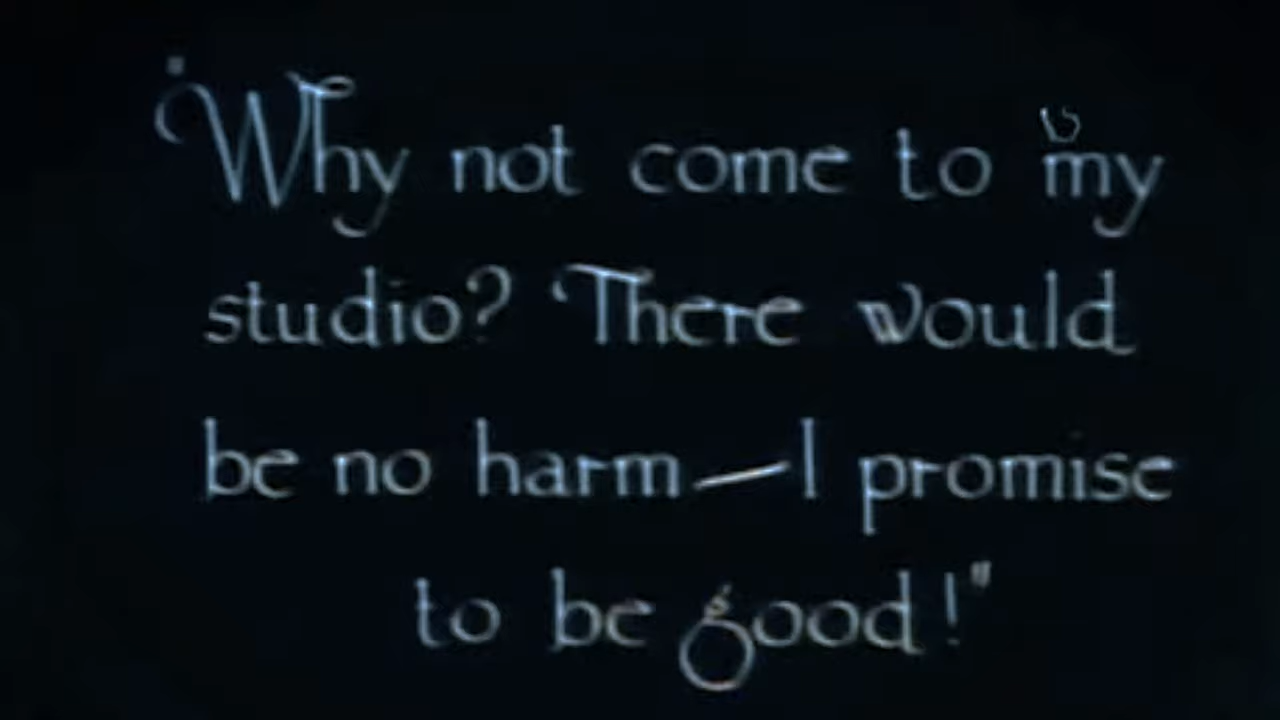 "Why not come to my
studio? There would
be no harm—I promise
to be good!"